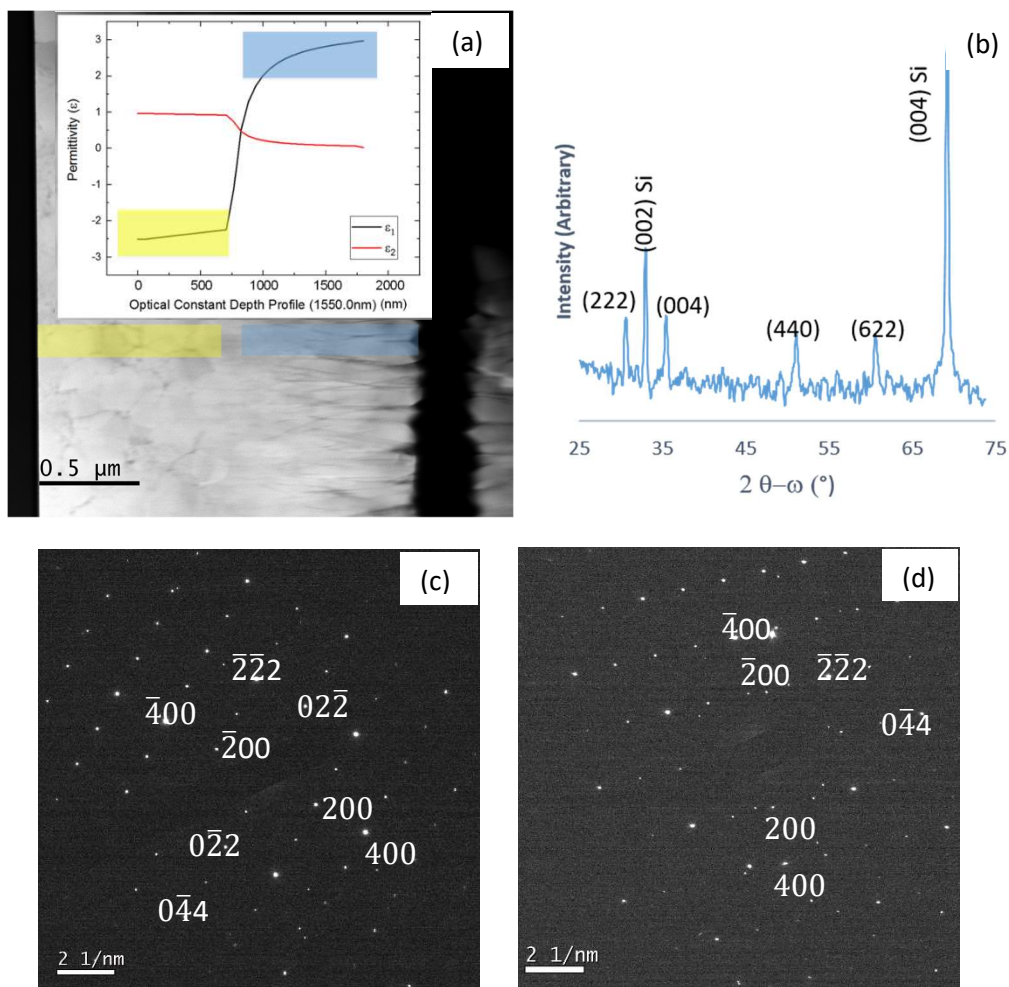 (a)
3
2
1
0
-1
-2
-3
Permittivity (ε)
ε₁
ε₂
0 500 1000 1500 2000
Optical Constant Depth Profile (1550.0nm) (nm)
0.5 μm
(b)
Intensity (Arbitrary)
(222)
(002) Si
(004)
(440)
(622)
(004) Si
25 35 45 55 65 75
2 θ–ω (°)
(c)
2̅2̅2
022̅
4̅00
2̅00
200
02̅2
400
04̅4
2 1/nm
(d)
4̅00
2̅00 2̅2̅2
04̅4
200
400
2 1/nm